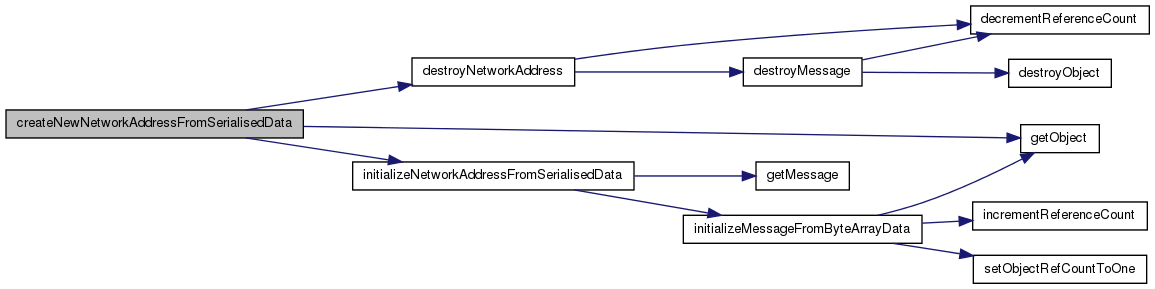 decrementReferenceCount
destroyNetworkAddress
destroyMessage
destroyObject
createNewNetworkAddressFromSerialisedData
getObject
initializeNetworkAddressFromSerialisedData
getMessage
initializeMessageFromByteArrayData
incrementReferenceCount
setObjectRefCountToOne